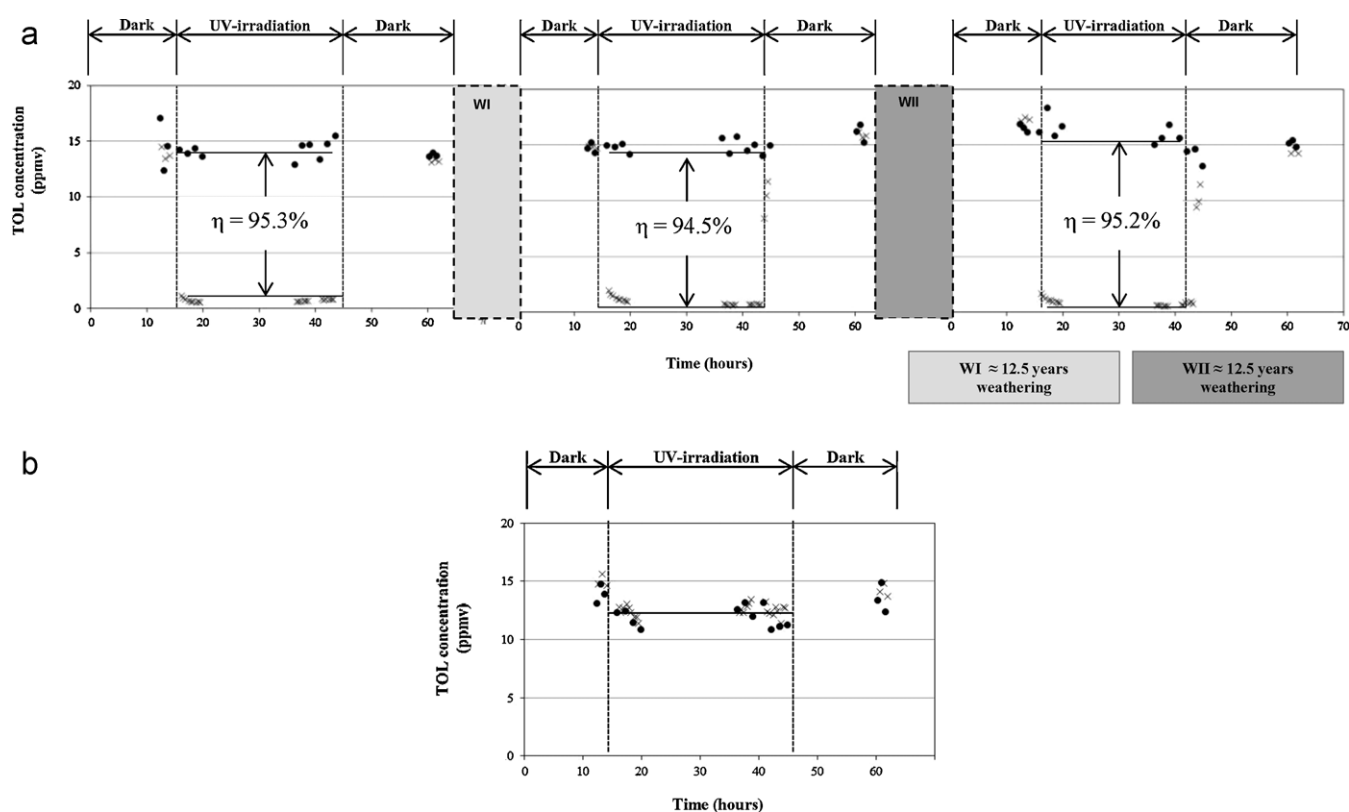 a
Dark UV-irradiation Dark
Dark UV-irradiation Dark
Dark UV-irradiation Dark
TOL concentration
(ppmv)
20
15
10
5
0
WI
WII
η = 95.3%
η = 94.5%
η = 95.2%
0 10 20 30 40 50 60
0 10 20 30 40 50 60
0 10 20 30 40 50 60 70
Time (hours)
WI ≈ 12.5 years
weathering
WII ≈ 12.5 years
weathering
b
Dark UV-irradiation Dark
TOL concentration
(ppmv)
20
15
10
5
0
0 10 20 30 40 50 60
Time (hours)